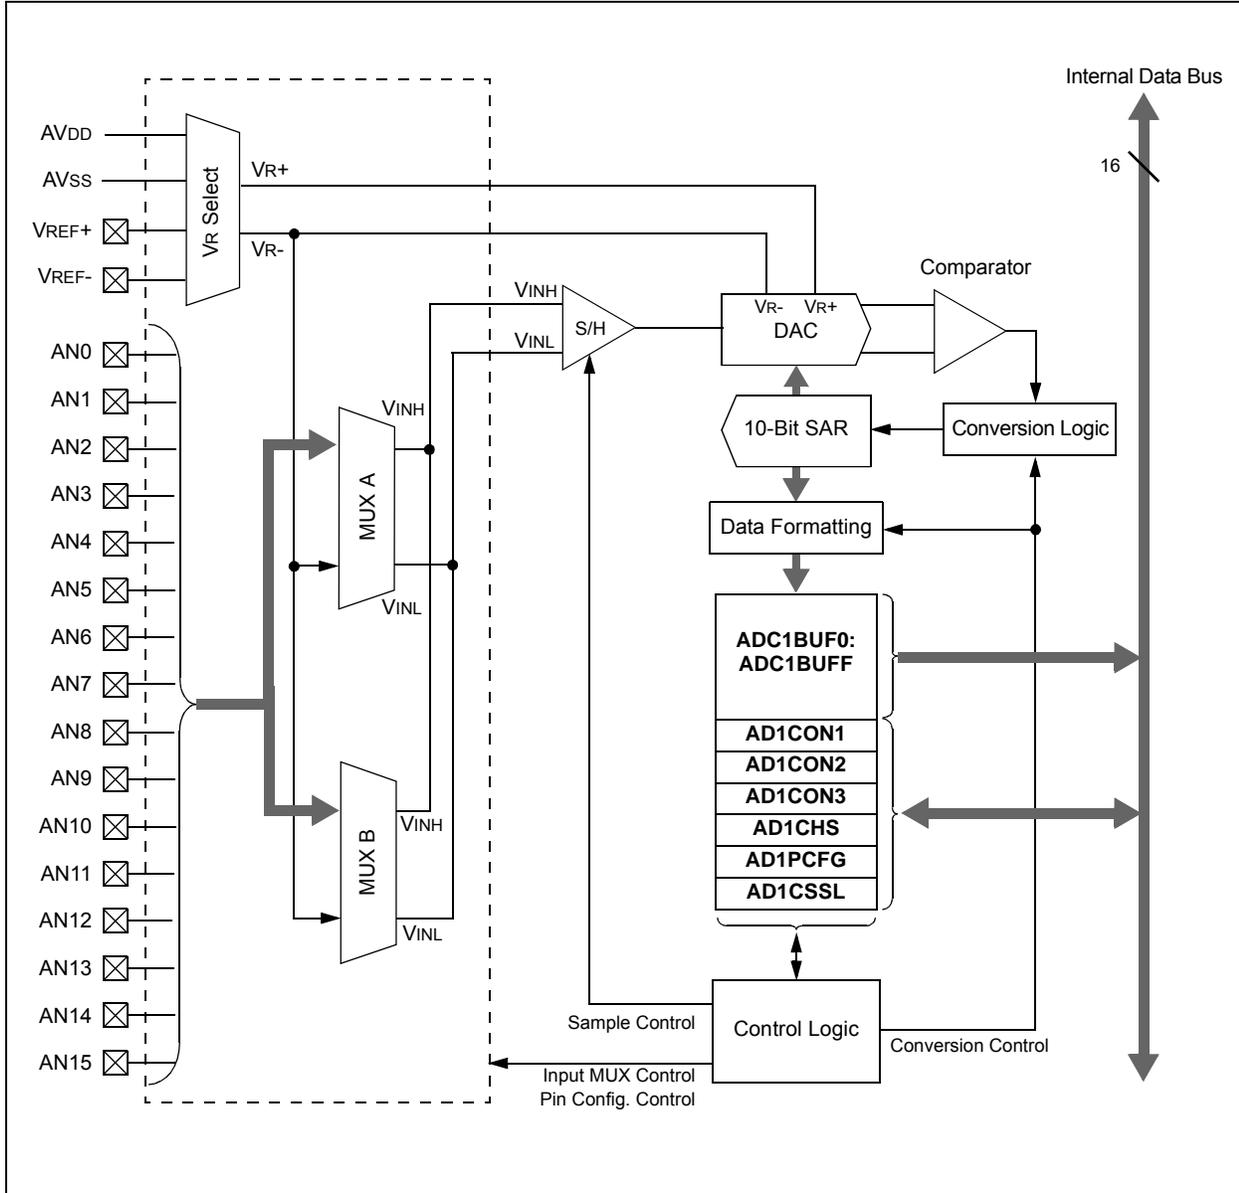 Internal Data Bus
16
AVDD
AVSS
VREF+
VREF-
VR Select
VR+
VR-
AN0
AN1
AN2
AN3
AN4
AN5
AN6
AN7
AN8
AN9
AN10
AN11
AN12
AN13
AN14
AN15
MUX A
VINH
VINL
MUX B
VINH
VINL
VINH
VINL
S/H
VR- VR+
DAC
Comparator
10-Bit SAR
Conversion Logic
Data Formatting
ADC1BUF0:
ADC1BUFF
AD1CON1
AD1CON2
AD1CON3
AD1CHS
AD1PCFG
AD1CSSL
Control Logic
Sample Control
Conversion Control
Input MUX Control
Pin Config. Control